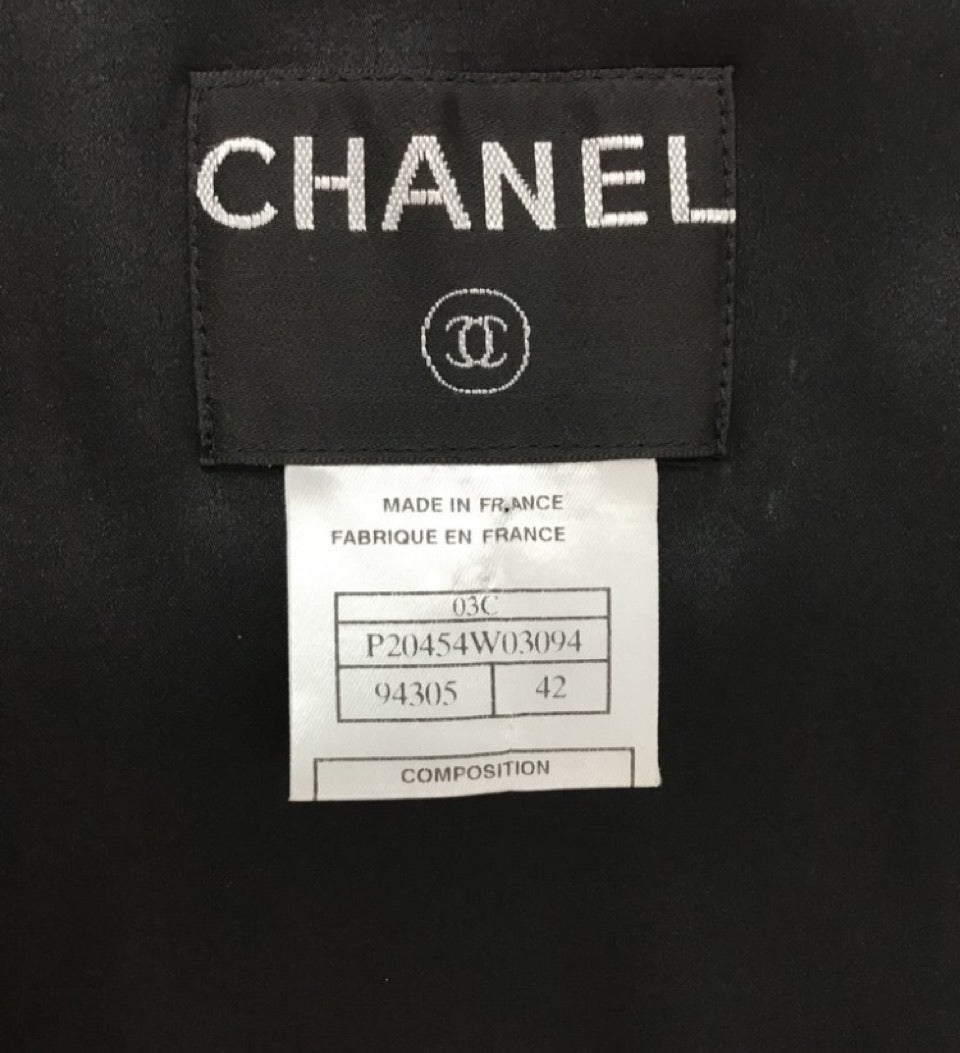 CHANEL
MADE IN FRANCE
FABRIQUE EN FRANCE
03C
P20454W03094
94305 42
COMPOSITION